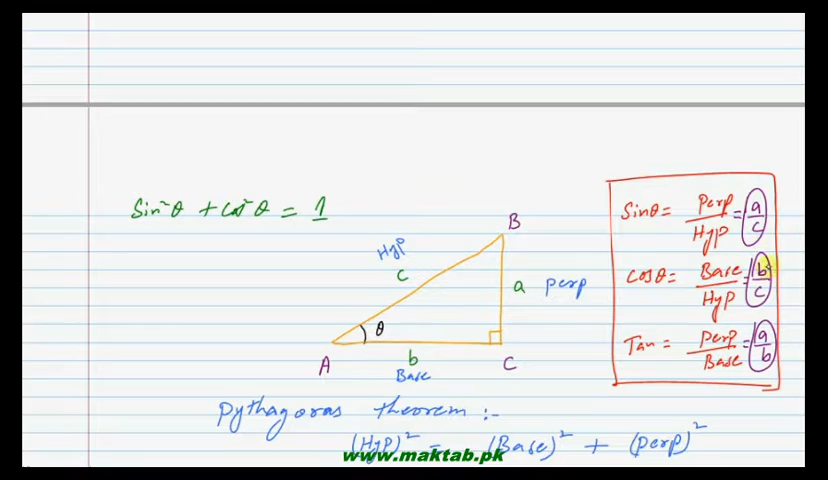 Sin²θ + cos²θ = 1
B
Hyp
c
a perp
θ
A b C
Base
Sinθ = Perp/Hyp = a/c
Cosθ = Base/Hyp = b/c
Tan = Perp/Base = a/b
Pythagoras theorem :-
(Hyp)² = (Base)² + (perp)²
www.maktab.pk